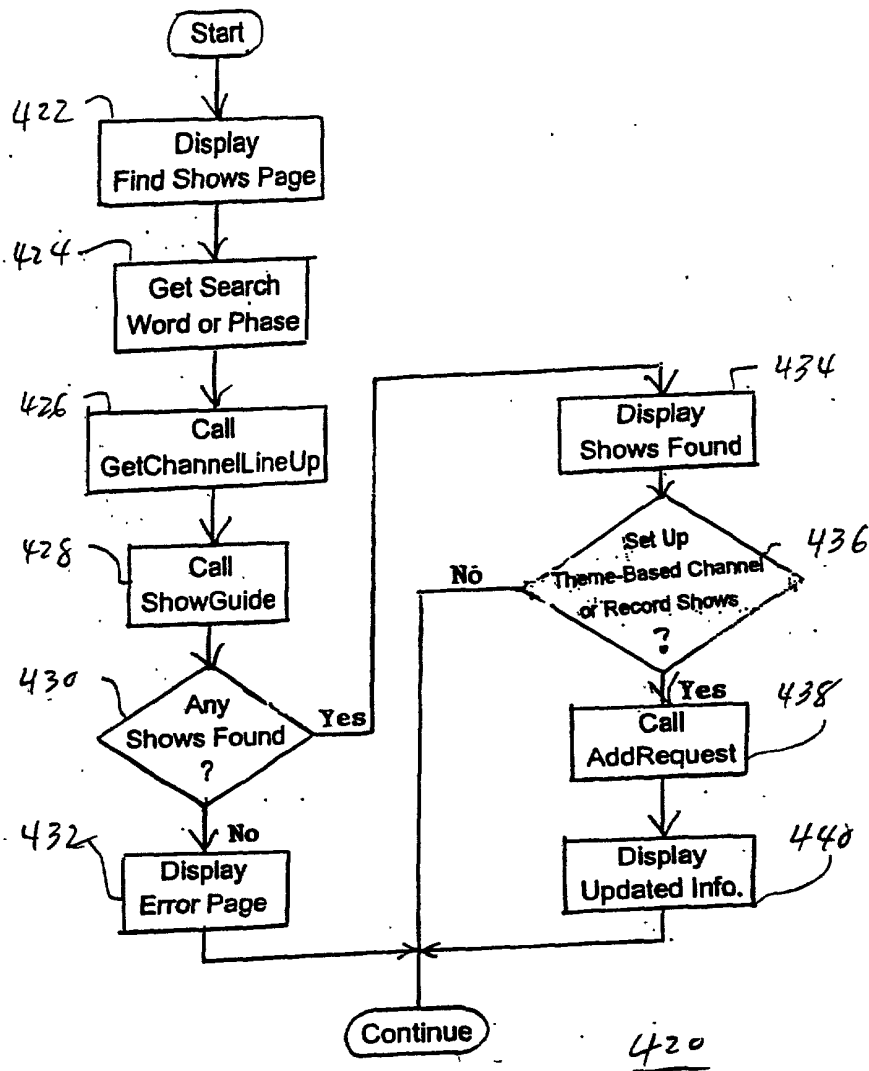 Start
422
Display
Find Shows Page
424
Get Search
Word or Phase
426
Call
GetChannelLineUp
428
Call
ShowGuide
430
Any
Shows Found
?
Yes
No
432
Display
Error Page
434
Display
Shows Found
436
Set Up
Theme-Based Channel
or Record Shows
?
No
Yes
438
Call
AddRequest
440
Display
Updated Info.
Continue
420